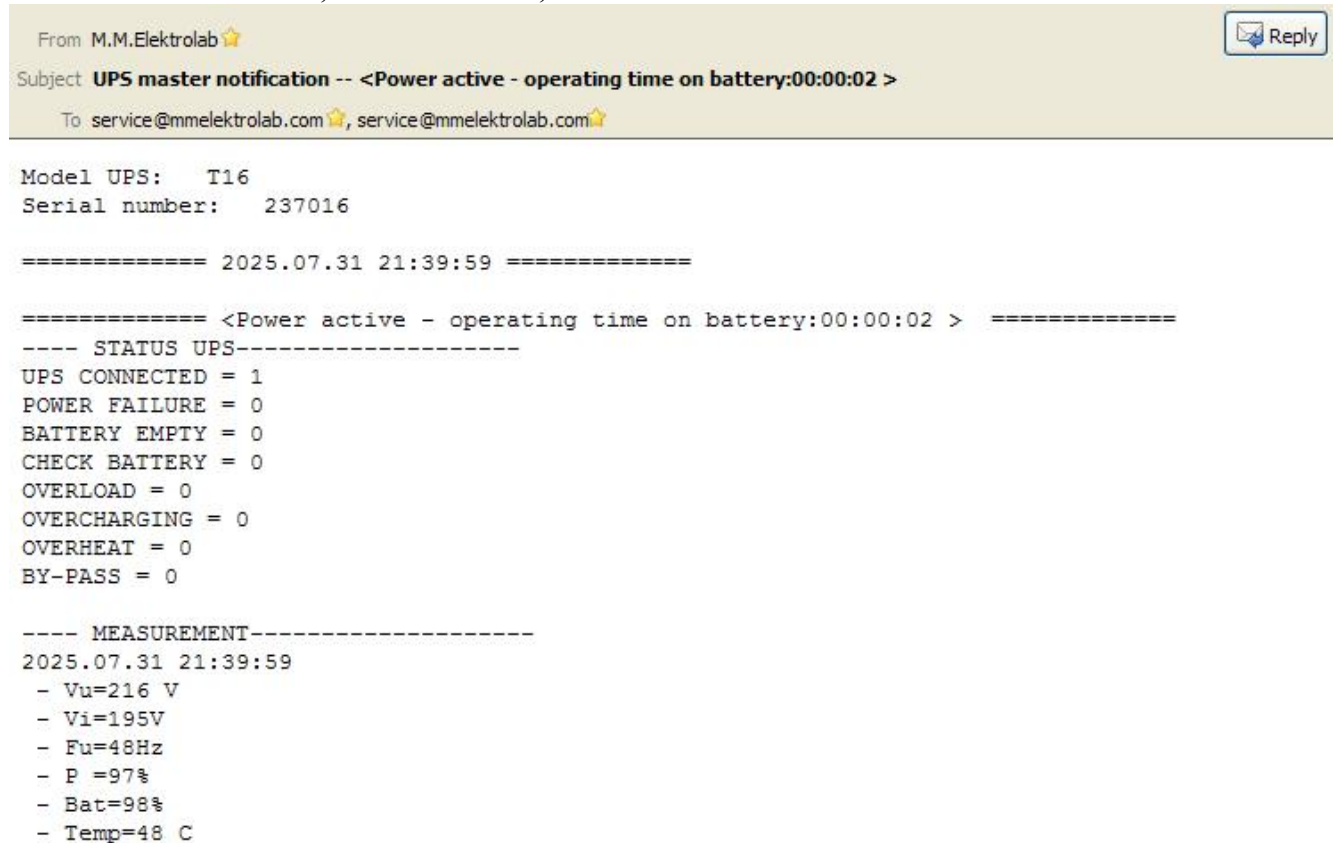 From M.M.Elektrolab
Reply
Subject UPS master notification -- <Power active - operating time on battery:00:00:02 >
To service@mmelektrolab.com, service@mmelektrolab.com
Model UPS:   T16
Serial number:   237016
============= 2025.07.31 21:39:59 =============
============= <Power active - operating time on battery:00:00:02 >  =============
---- STATUS UPS--------------------
UPS CONNECTED = 1
POWER FAILURE = 0
BATTERY EMPTY = 0
CHECK BATTERY = 0
OVERLOAD = 0
OVERCHARGING = 0
OVERHEAT = 0
BY-PASS = 0
---- MEASUREMENT--------------------
2025.07.31 21:39:59
- Vu=216 V
- Vi=195V
- Fu=48Hz
- P =97%
- Bat=98%
- Temp=48 C